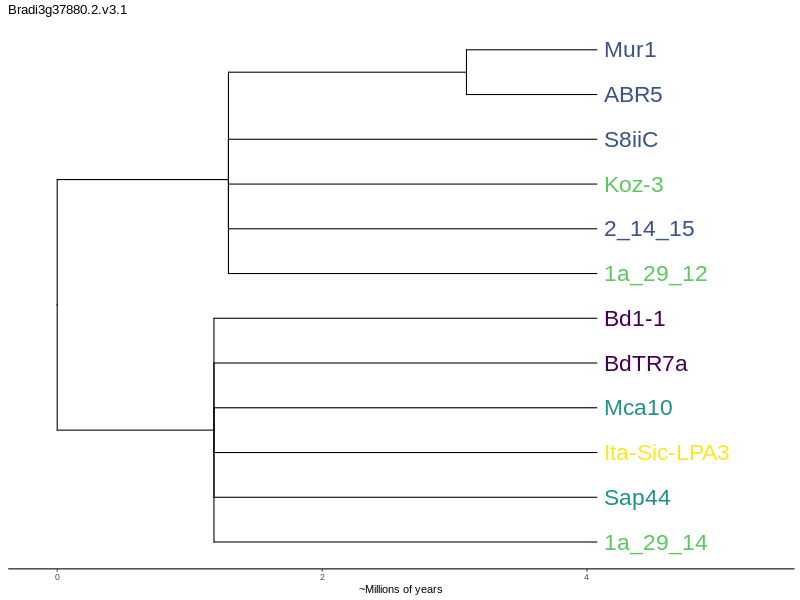 Bradi3g37880.2.v3.1
Mur1
ABR5
S8iiC
Koz-3
2_14_15
1a_29_12
Bd1-1
BdTR7a
Mca10
Ita-Sic-LPA3
Sap44
1a_29_14
0 2 4
~Millions of years